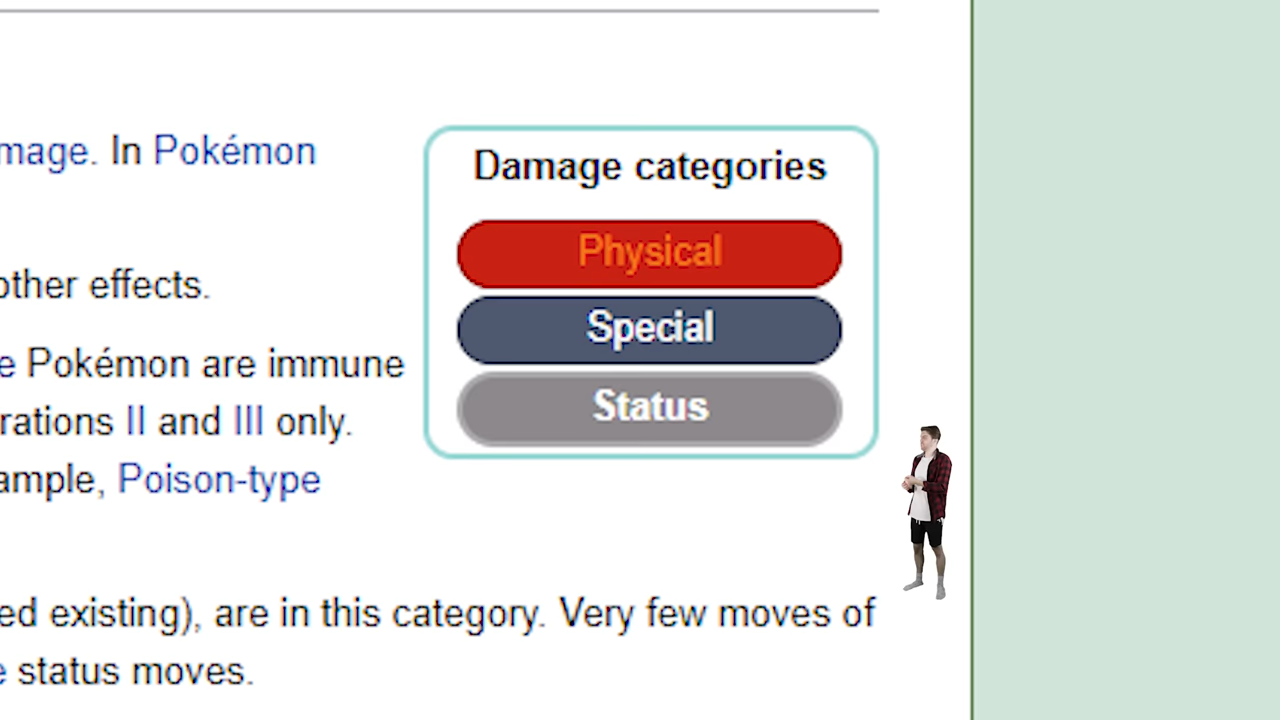 mage. In Pokémon
other effects.
e Pokémon are immune
rations II and III only.
ample, Poison-type
ed existing), are in this category. Very few moves of
e status moves.
Damage categories
Physical
Special
Status